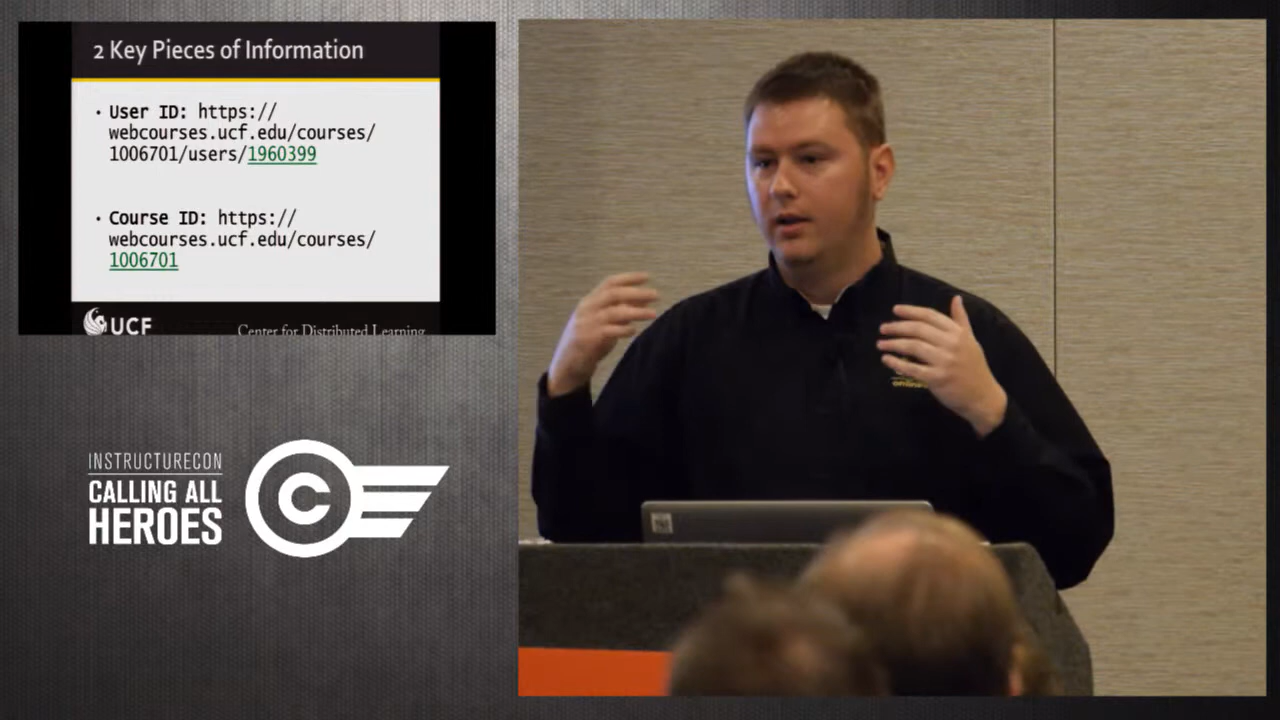 2 Key Pieces of Information
• User ID: https://
webcourses.ucf.edu/courses/
1006701/users/1960399
• Course ID: https://
webcourses.ucf.edu/courses/
1006701
UCF
Center for Distributed Learning
INSTRUCTURECON
CALLING ALL
HEROES
C